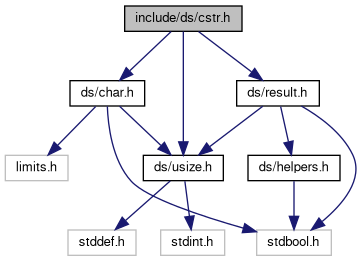 include/ds/cstr.h
ds/char.h
ds/result.h
limits.h
ds/usize.h
ds/helpers.h
stddef.h
stdint.h
stdbool.h